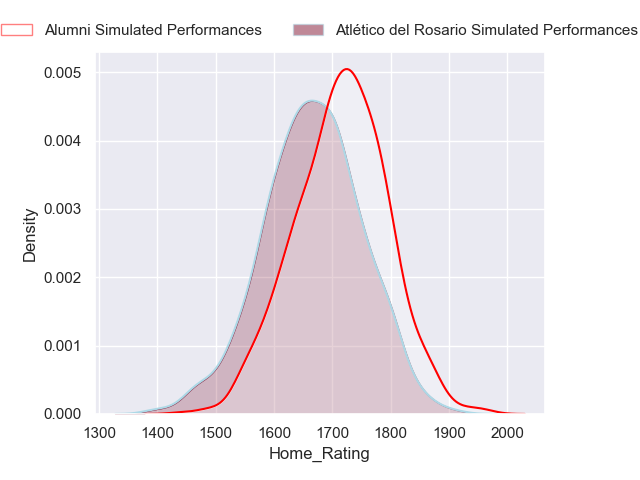 Alumni Simulated Performances Atlético del Rosario Simulated Performances
0.005
0.004
0.003
0.002
0.001
0.000
Density
1300 1400 1500 1600 1700 1800 1900 2000
Home_Rating